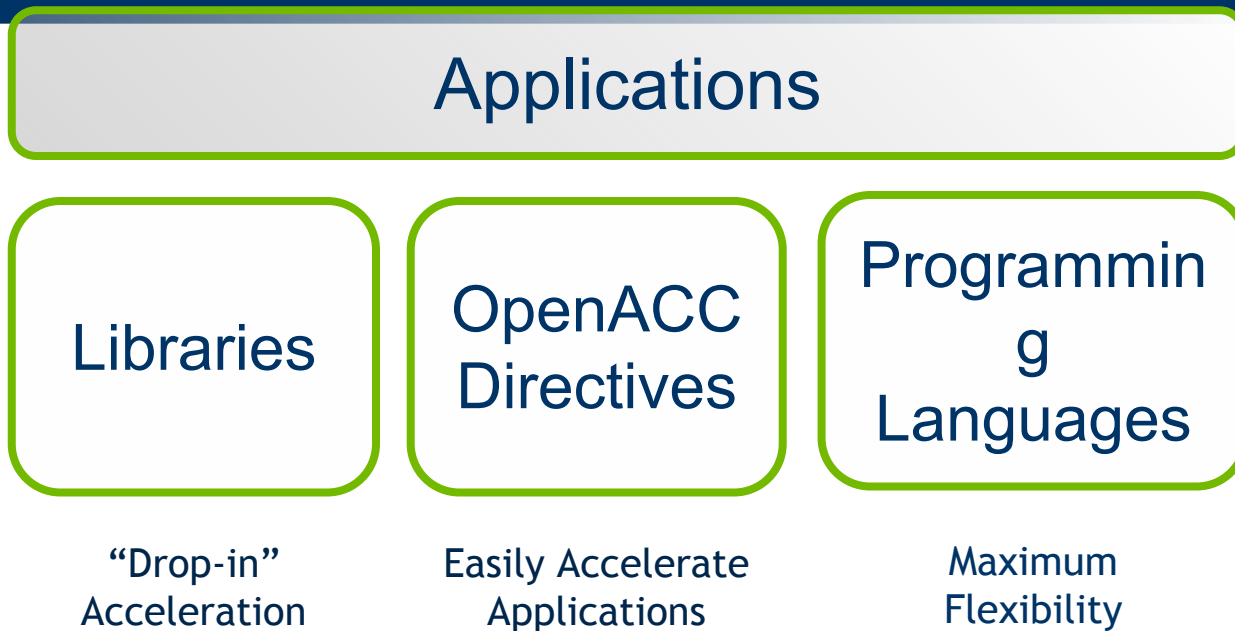 Applications
Libraries
OpenACC
Directives
Programmin
g
Languages
“Drop-in”
Acceleration
Easily Accelerate
Applications
Maximum
Flexibility